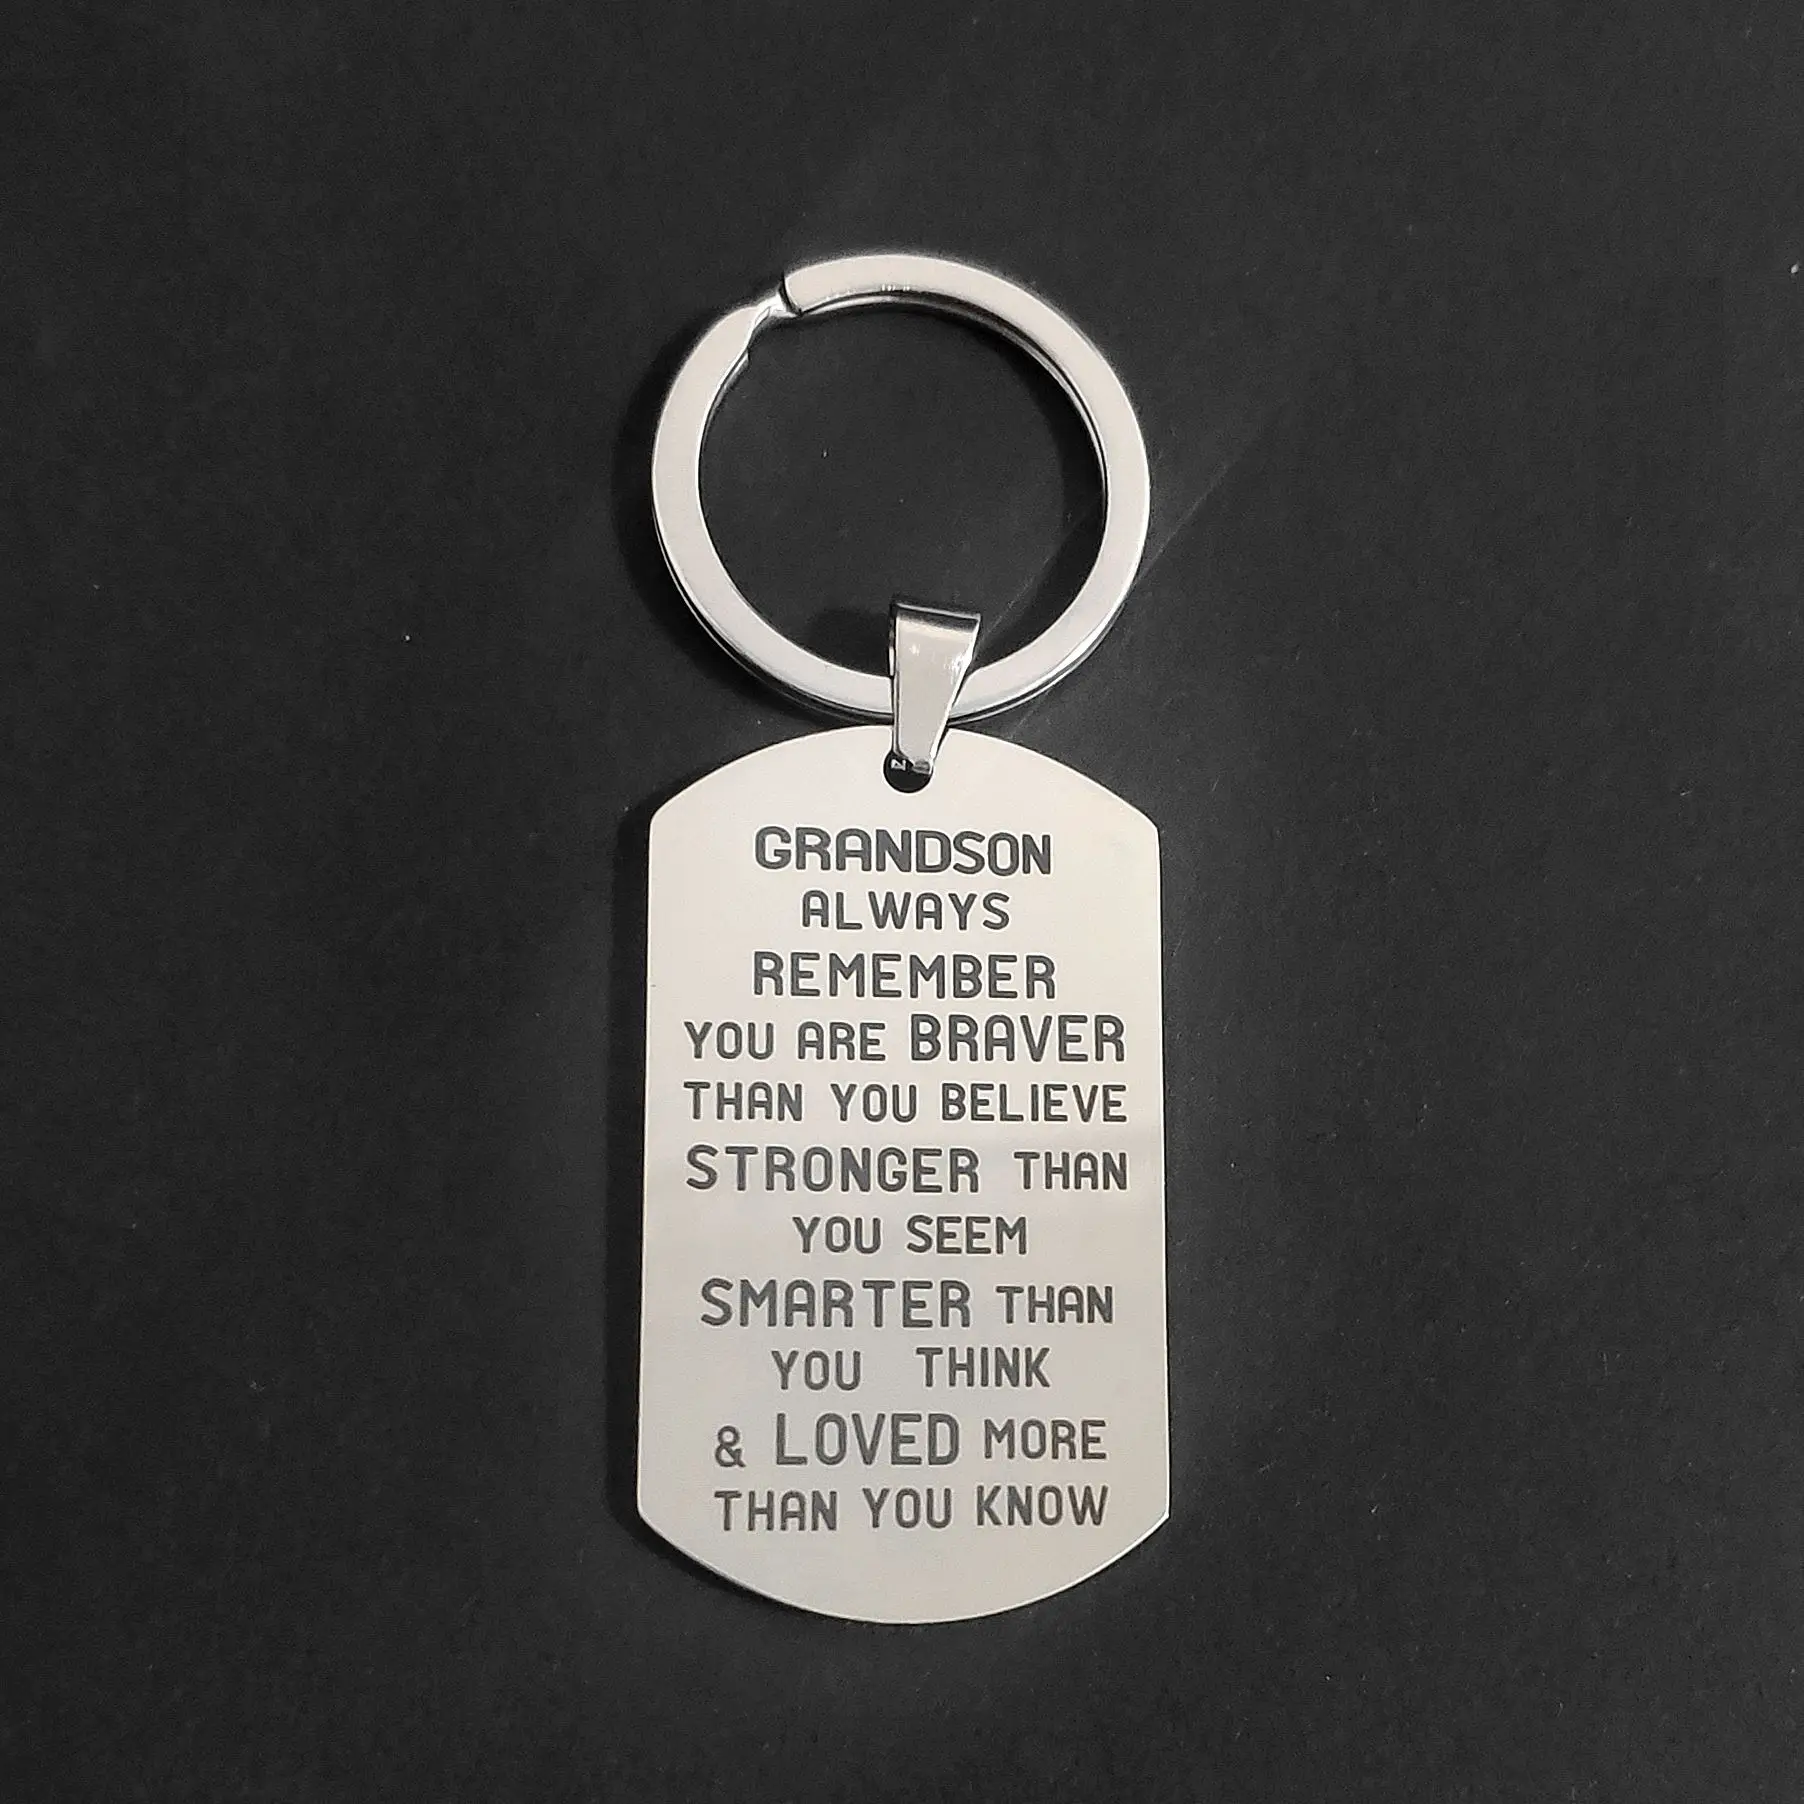 GRANDSON
ALWAYS
REMEMBER
YOU ARE BRAVER
THAN YOU BELIEVE
STRONGER THAN
YOU SEEM
SMARTER THAN
YOU THINK
& LOVED MORE
THAN YOU KNOW